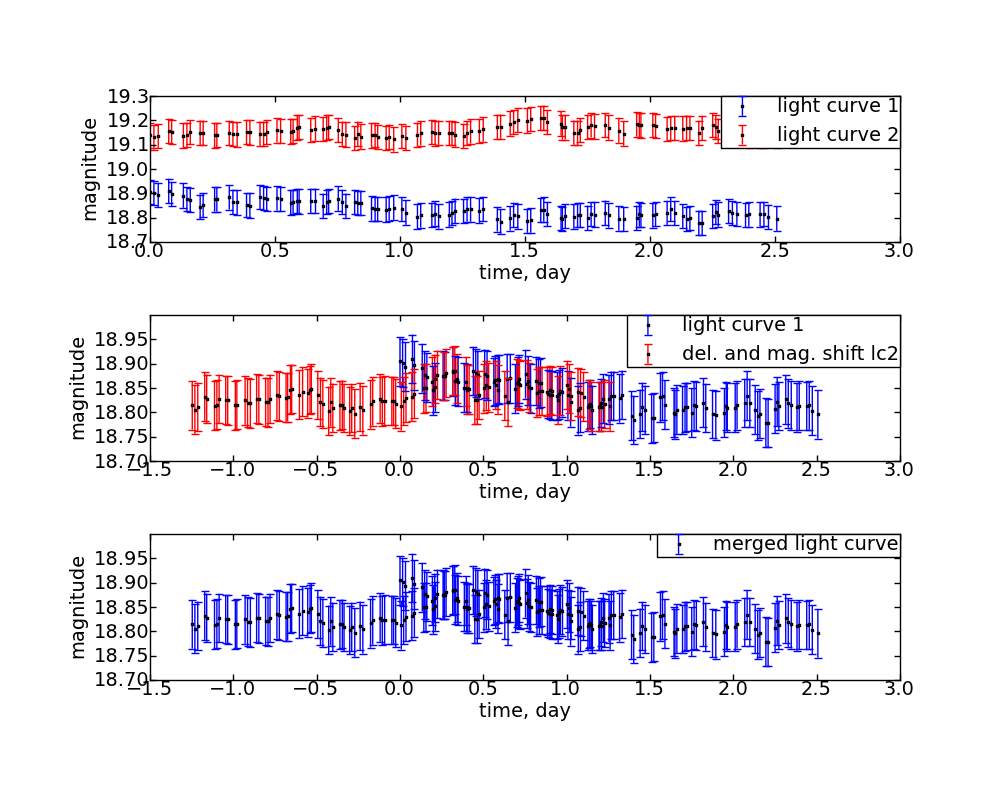 19.3
19.2
19.1
19.0
18.9
18.8
18.7
magnitude
light curve 1
light curve 2
0.0 0.5 1.0 1.5 2.0 2.5 3.0
time, day
18.95
18.90
18.85
18.80
18.75
18.70
magnitude
light curve 1
del. and mag. shift lc2
−1.5 −1.0 −0.5 0.0 0.5 1.0 1.5 2.0 2.5 3.0
time, day
18.95
18.90
18.85
18.80
18.75
18.70
magnitude
merged light curve
−1.5 −1.0 −0.5 0.0 0.5 1.0 1.5 2.0 2.5 3.0
time, day